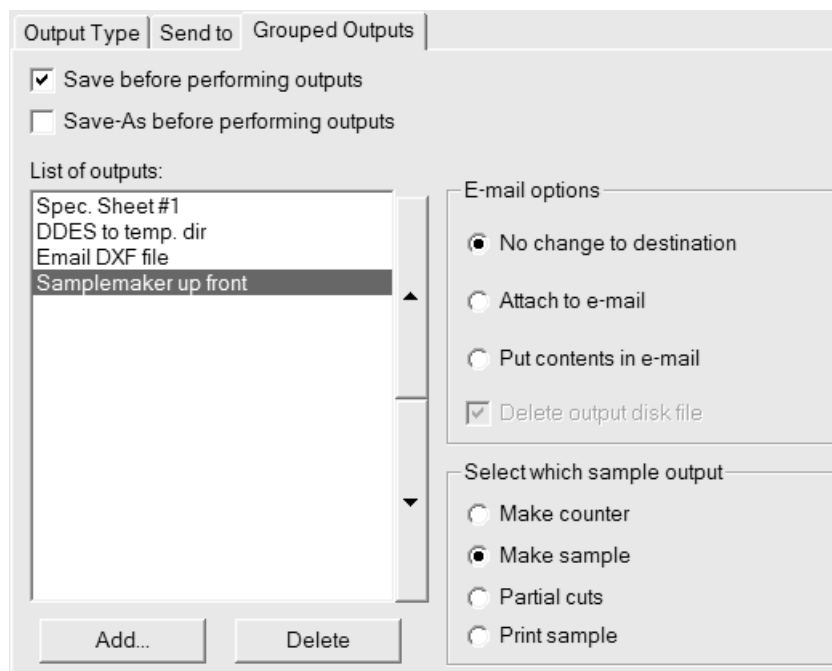 Output Type Send to Grouped Outputs
Save before performing outputs
Save-As before performing outputs
List of outputs:
Spec. Sheet #1
DDES to temp. dir
Email DXF file
Samplemaker up front
Add... Delete
E-mail options
No change to destination
Attach to e-mail
Put contents in e-mail
Delete output disk file
Select which sample output
Make counter
Make sample
Partial cuts
Print sample